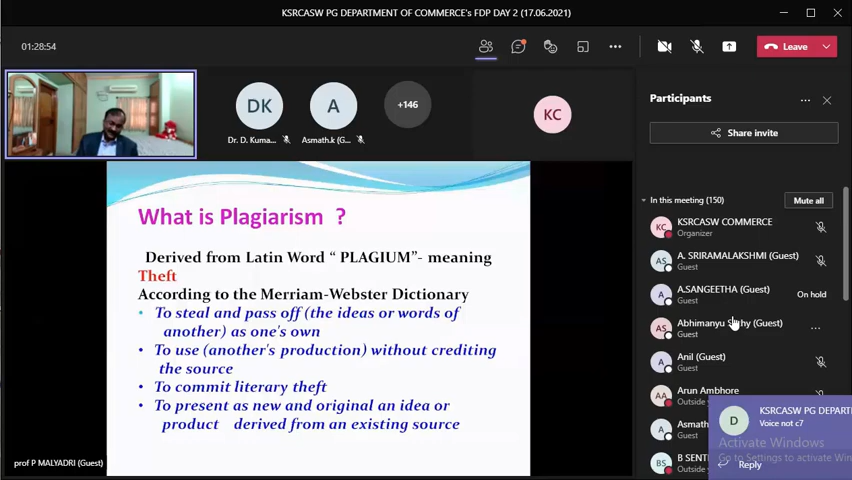 KSRCASW PG DEPARTMENT OF COMMERCE's FDP DAY 2 (17.06.2021)
01:28:54
Leave
DK
A
+146
KC
Dr. D. Kuma...
Asmath.k (G...
What is Plagiarism ?
Derived from Latin Word “ PLAGIUM”- meaning
Theft
According to the Merriam-Webster Dictionary
• To steal and pass off (the ideas or words of
another) as one's own
• To use (another's production) without crediting
the source
• To commit literary theft
• To present as new and original an idea or
product derived from an existing source
prof P MALYADRI (Guest)
Participants
Share invite
In this meeting (150)
Mute all
KC
KSRCASW COMMERCE
Organizer
AS
A. SRIRAMALAKSHMI (Guest)
Guest
A
A.SANGEETHA (Guest)
Guest
On hold
AS
Abhimanyu (Guest)
Guest
A
Anil (Guest)
Guest
AA
Arun Ambhore
Outside
A
Asmath
Guest
BS
B SENT
Outside
D
KSRCASW PG DEPART
Voice not c7
Activate Windows
Go to Settings to activate Win
Reply